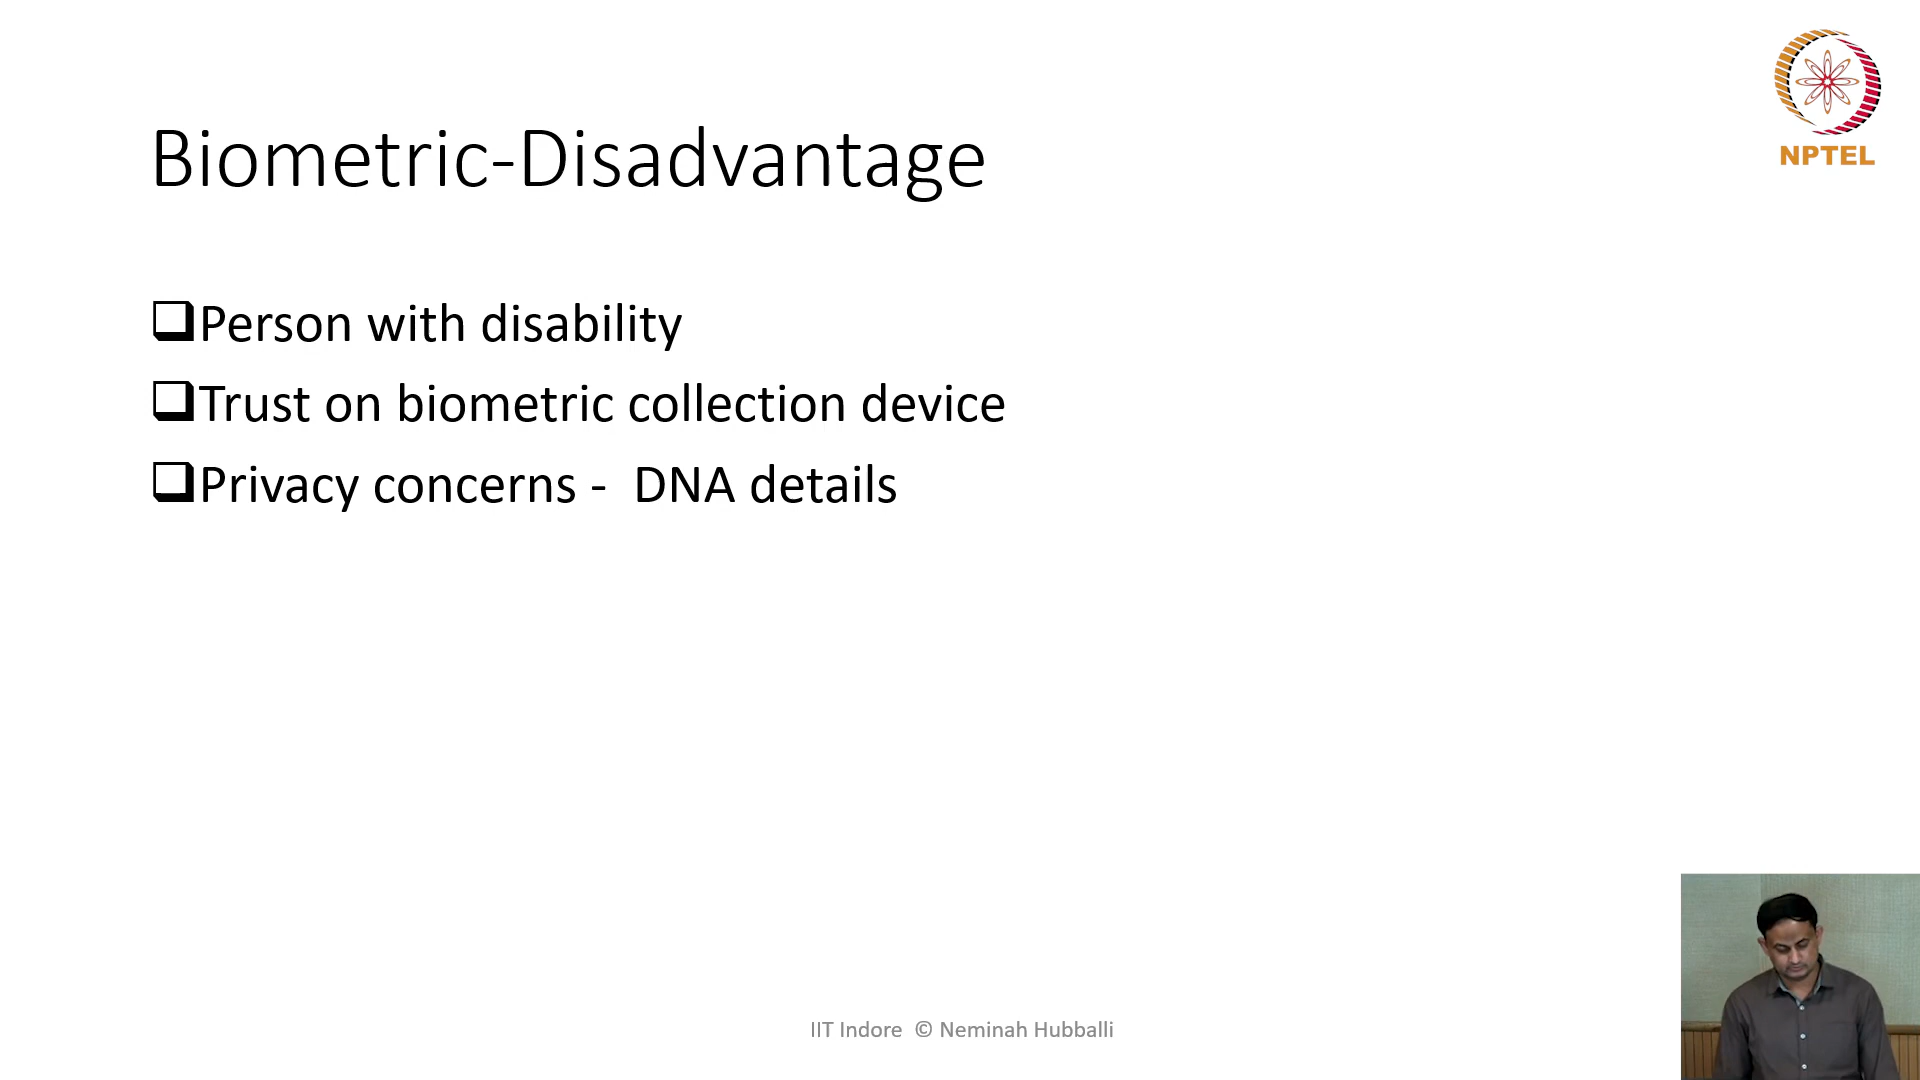 NPTEL
Biometric-Disadvantage
Person with disability
Trust on biometric collection device
Privacy concerns - DNA details
IIT Indore © Neminah Hubballi